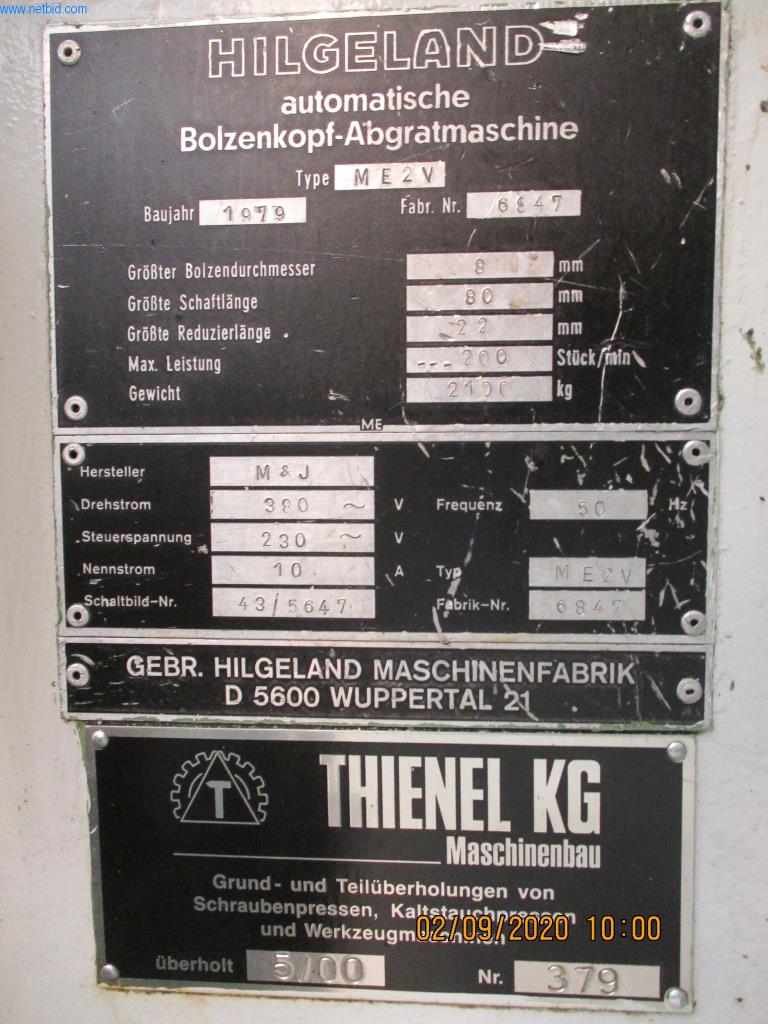 www.netbid.com
HILGELAND
automatische
Bolzenkopf-Abgratmaschine
Type ME2V
Baujahr 1979 Fabr. Nr. 6847
Größter Bolzendurchmesser 8 mm
Größte Schaftlänge 80 mm
Größte Reduzierlänge 22 mm
Max. Leistung --- 200 Stück/min
Gewicht 2100 kg
ME
Hersteller M&J
Drehstrom 380 ~ V Frequenz 50 Hz
Steuerspannung 230 ~ V
Nennstrom 10 A Typ ME2V
Schaltbild-Nr. 43/5647 Fabrik-Nr. 6847
GEBR. HILGELAND MASCHINENFABRIK
D 5600 WUPPERTAL 21
T THIENEL KG
Maschinenbau
Grund- und Teilüberholungen von
Schraubenpressen, Kaltstauchpressen
und Werkzeugmaschinen
02/09/2020 10:00
überholt 5/00 Nr. 379